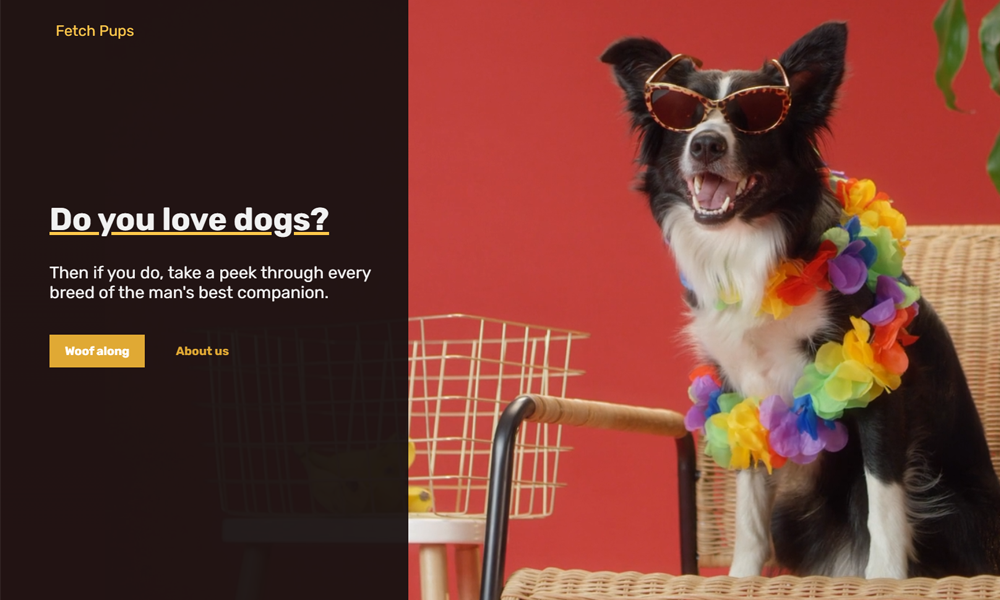 Fetch Pups
Do you love dogs?
Then if you do, take a peek through every
breed of the man's best companion.
Woof along
About us